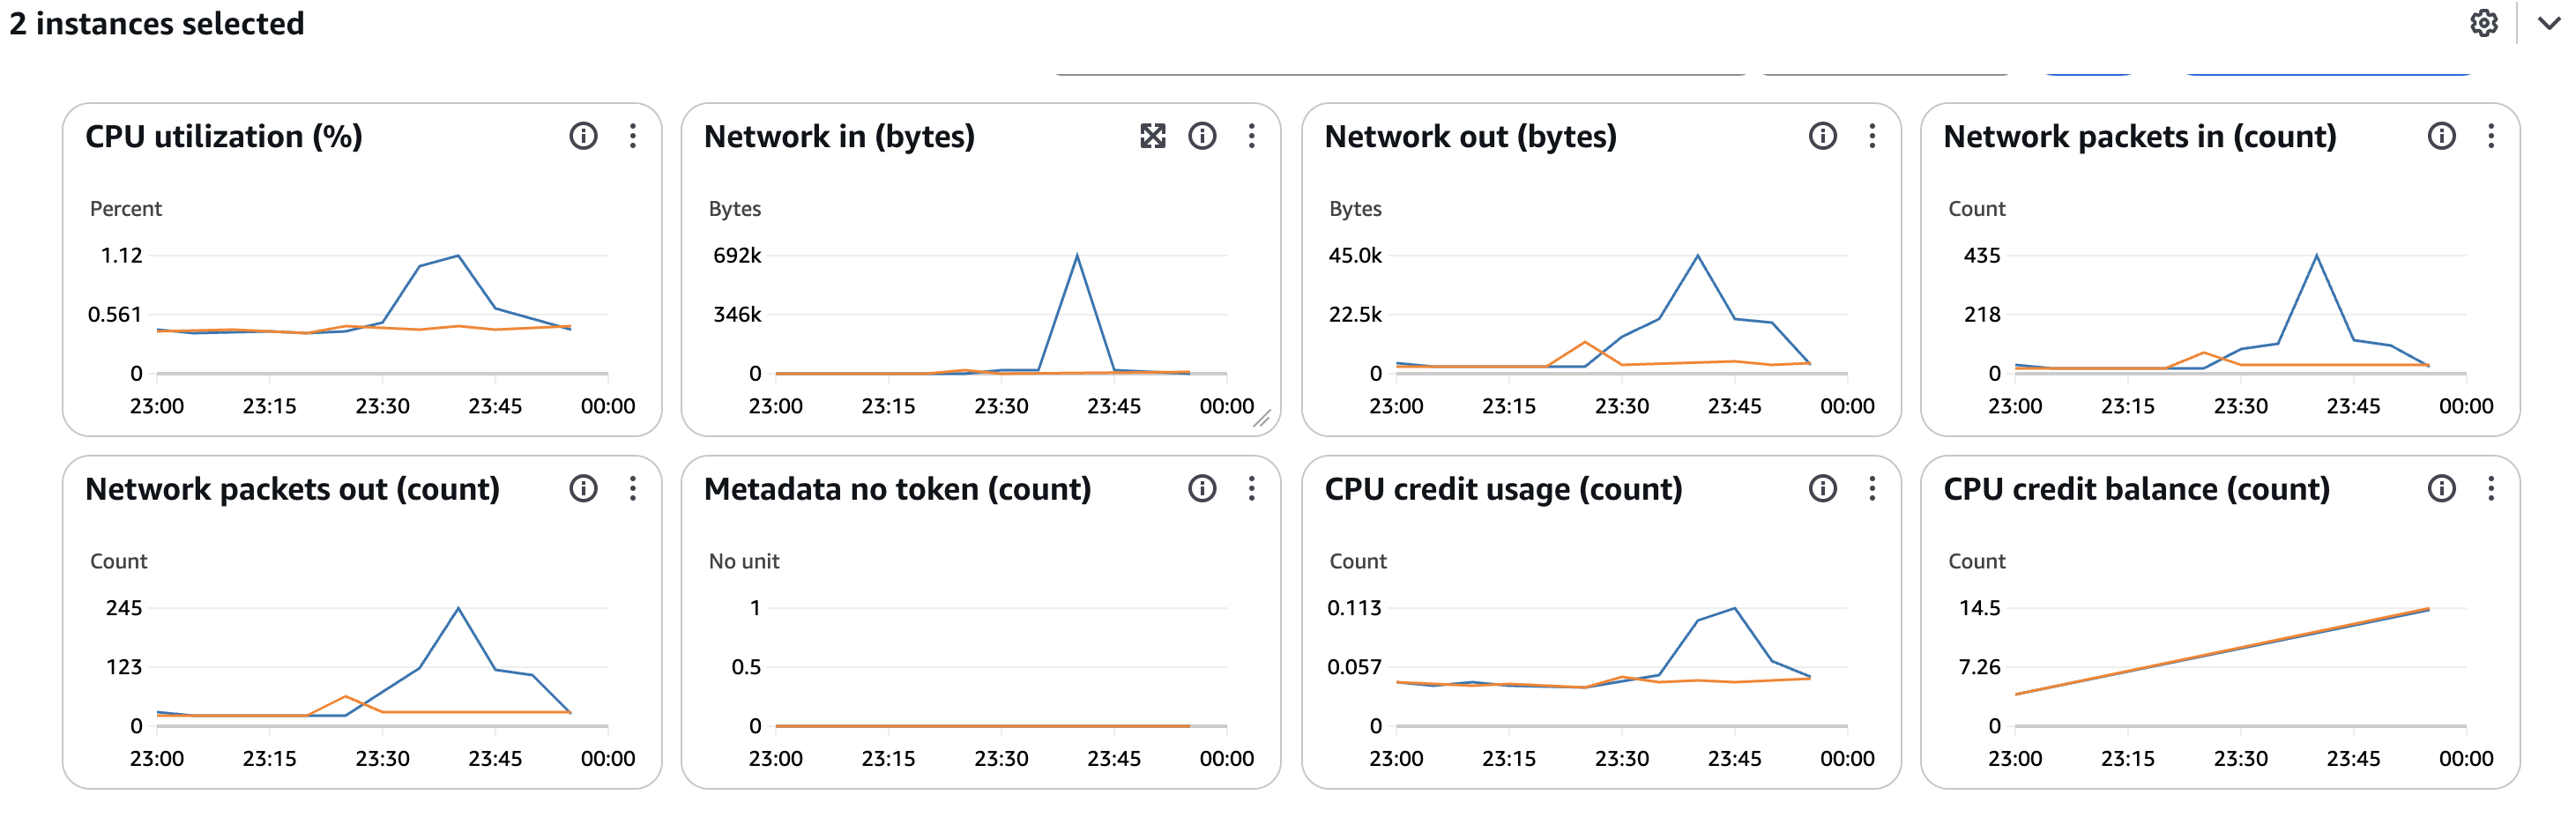 2 instances selected
CPU utilization (%)
Percent
1.12
0.561
0
23:00 23:15 23:30 23:45 00:00
Network in (bytes)
Bytes
692k
346k
0
23:00 23:15 23:30 23:45 00:00
Network out (bytes)
Bytes
45.0k
22.5k
0
23:00 23:15 23:30 23:45 00:00
Network packets in (count)
Count
435
218
0
23:00 23:15 23:30 23:45 00:00
Network packets out (count)
Count
245
123
0
23:00 23:15 23:30 23:45 00:00
Metadata no token (count)
No unit
1
0.5
0
23:00 23:15 23:30 23:45 00:00
CPU credit usage (count)
Count
0.113
0.057
0
23:00 23:15 23:30 23:45 00:00
CPU credit balance (count)
Count
14.5
7.26
0
23:00 23:15 23:30 23:45 00:00